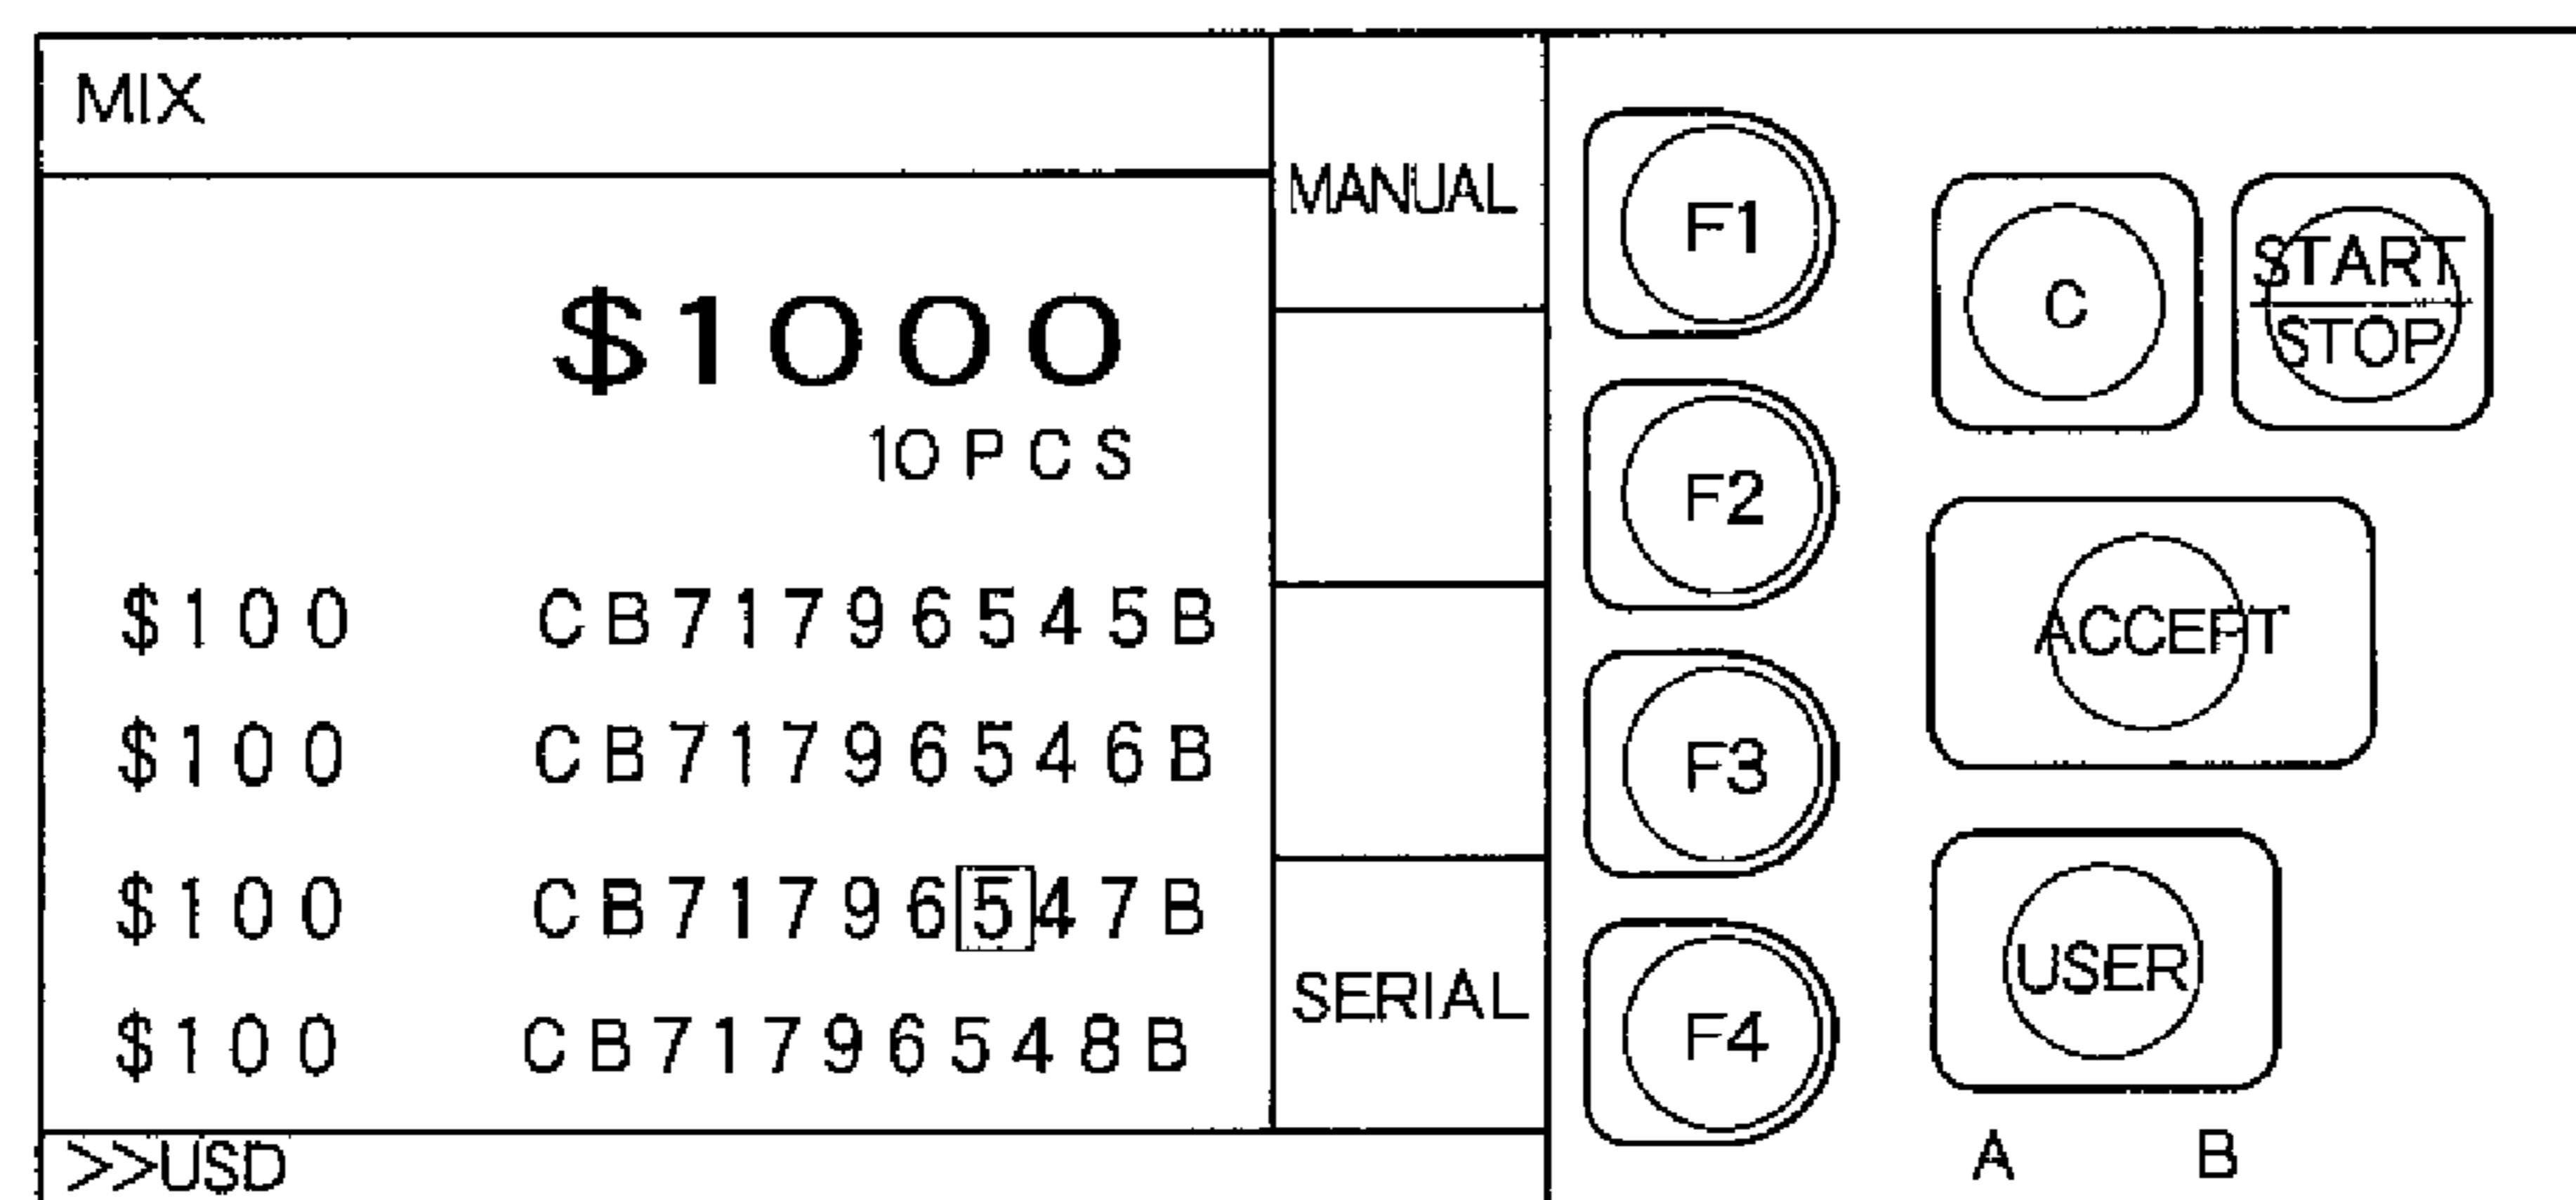 MIX
MANUAL
$1000
10PCS
$100 CB71796545B
$100 CB71796546B
$100 CB71796547B
$100 CB71796548B
SERIAL
>>USD
F1
F2
F3
F4
C
START
STOP
ACCEPT
USER
A B